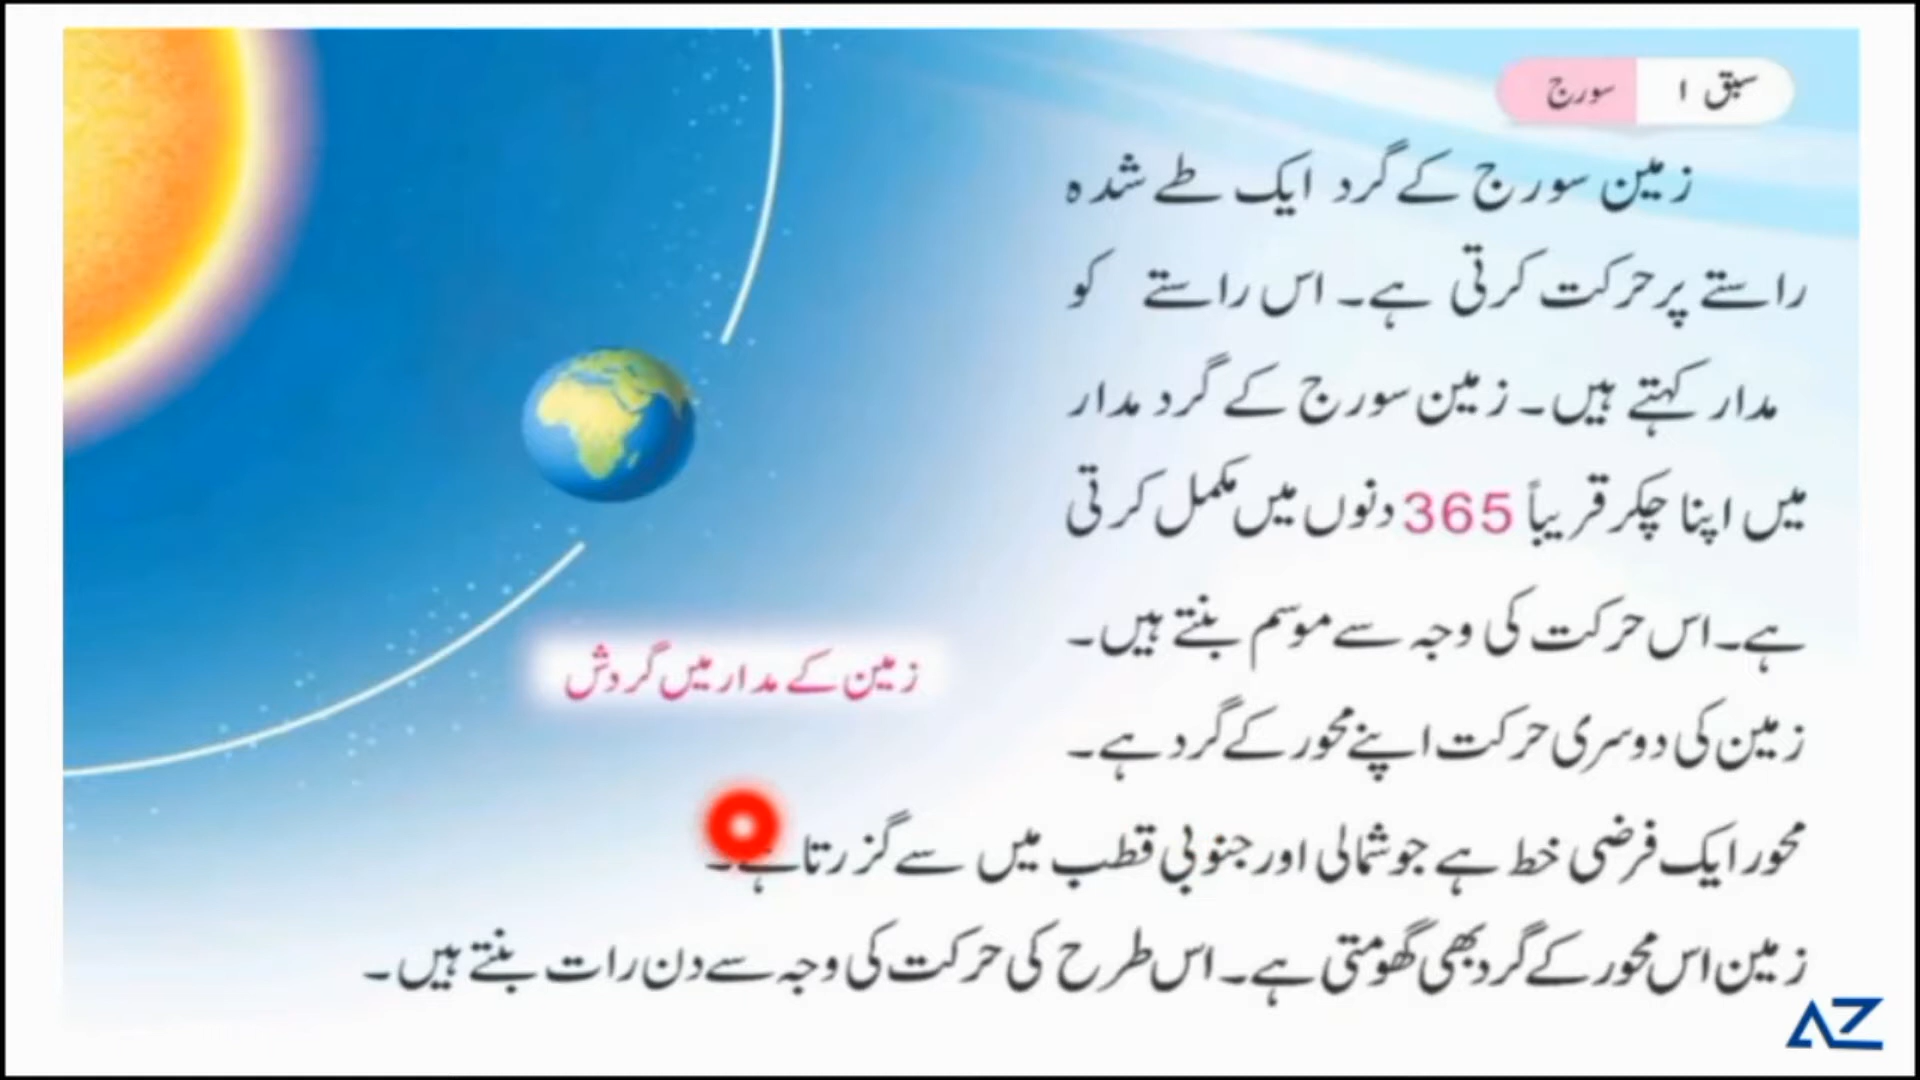 سبق ۱ سورج
زمین سورج کے گرد ایک طے شدہ
راستے پر حرکت کرتی ہے۔ اس راستے کو
مدار کہتے ہیں۔ زمین سورج کے گرد مدار
میں اپنا چکر قریباً 365 دنوں میں مکمل کرتی
ہے۔ اس حرکت کی وجہ سے موسم بنتے ہیں۔
زمین کی دوسری حرکت اپنے محور کے گرد ہے۔
محور ایک فرضی خط ہے جو شمالی اور جنوبی قطب میں سے گزرتا ہے۔
زمین اس محور کے گرد بھی گھومتی ہے۔ اس طرح کی حرکت کی وجہ سے دن رات بنتے ہیں۔
زمین کے مدار میں گردش
AZ